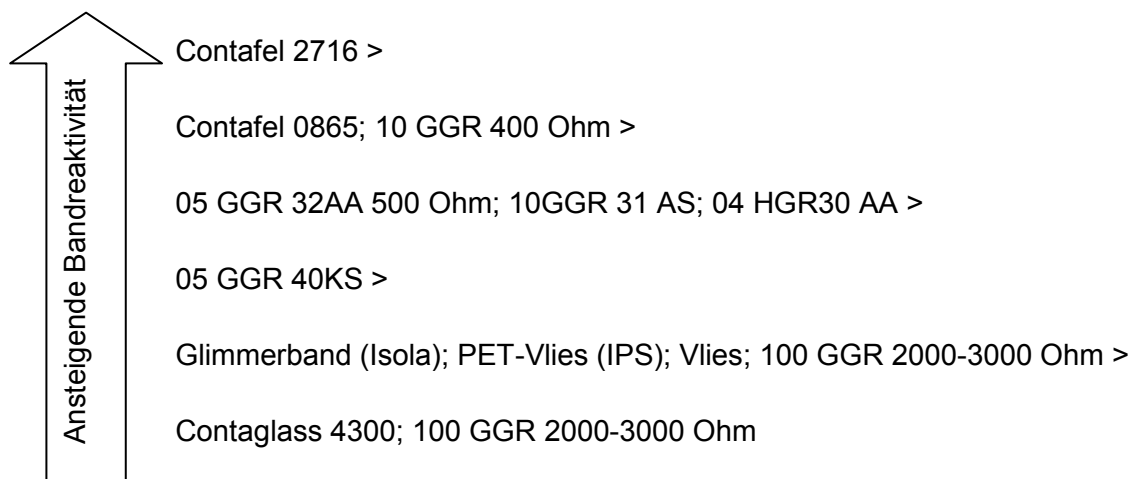 Ansteigende Bandreaktivität
Contafel 2716 >
Contafel 0865; 10 GGR 400 Ohm >
05 GGR 32AA 500 Ohm; 10GGR 31 AS; 04 HGR30 AA >
05 GGR 40KS >
Glimmerband (Isola); PET-Vlies (IPS); Vlies; 100 GGR 2000-3000 Ohm >
Contaglass 4300; 100 GGR 2000-3000 Ohm